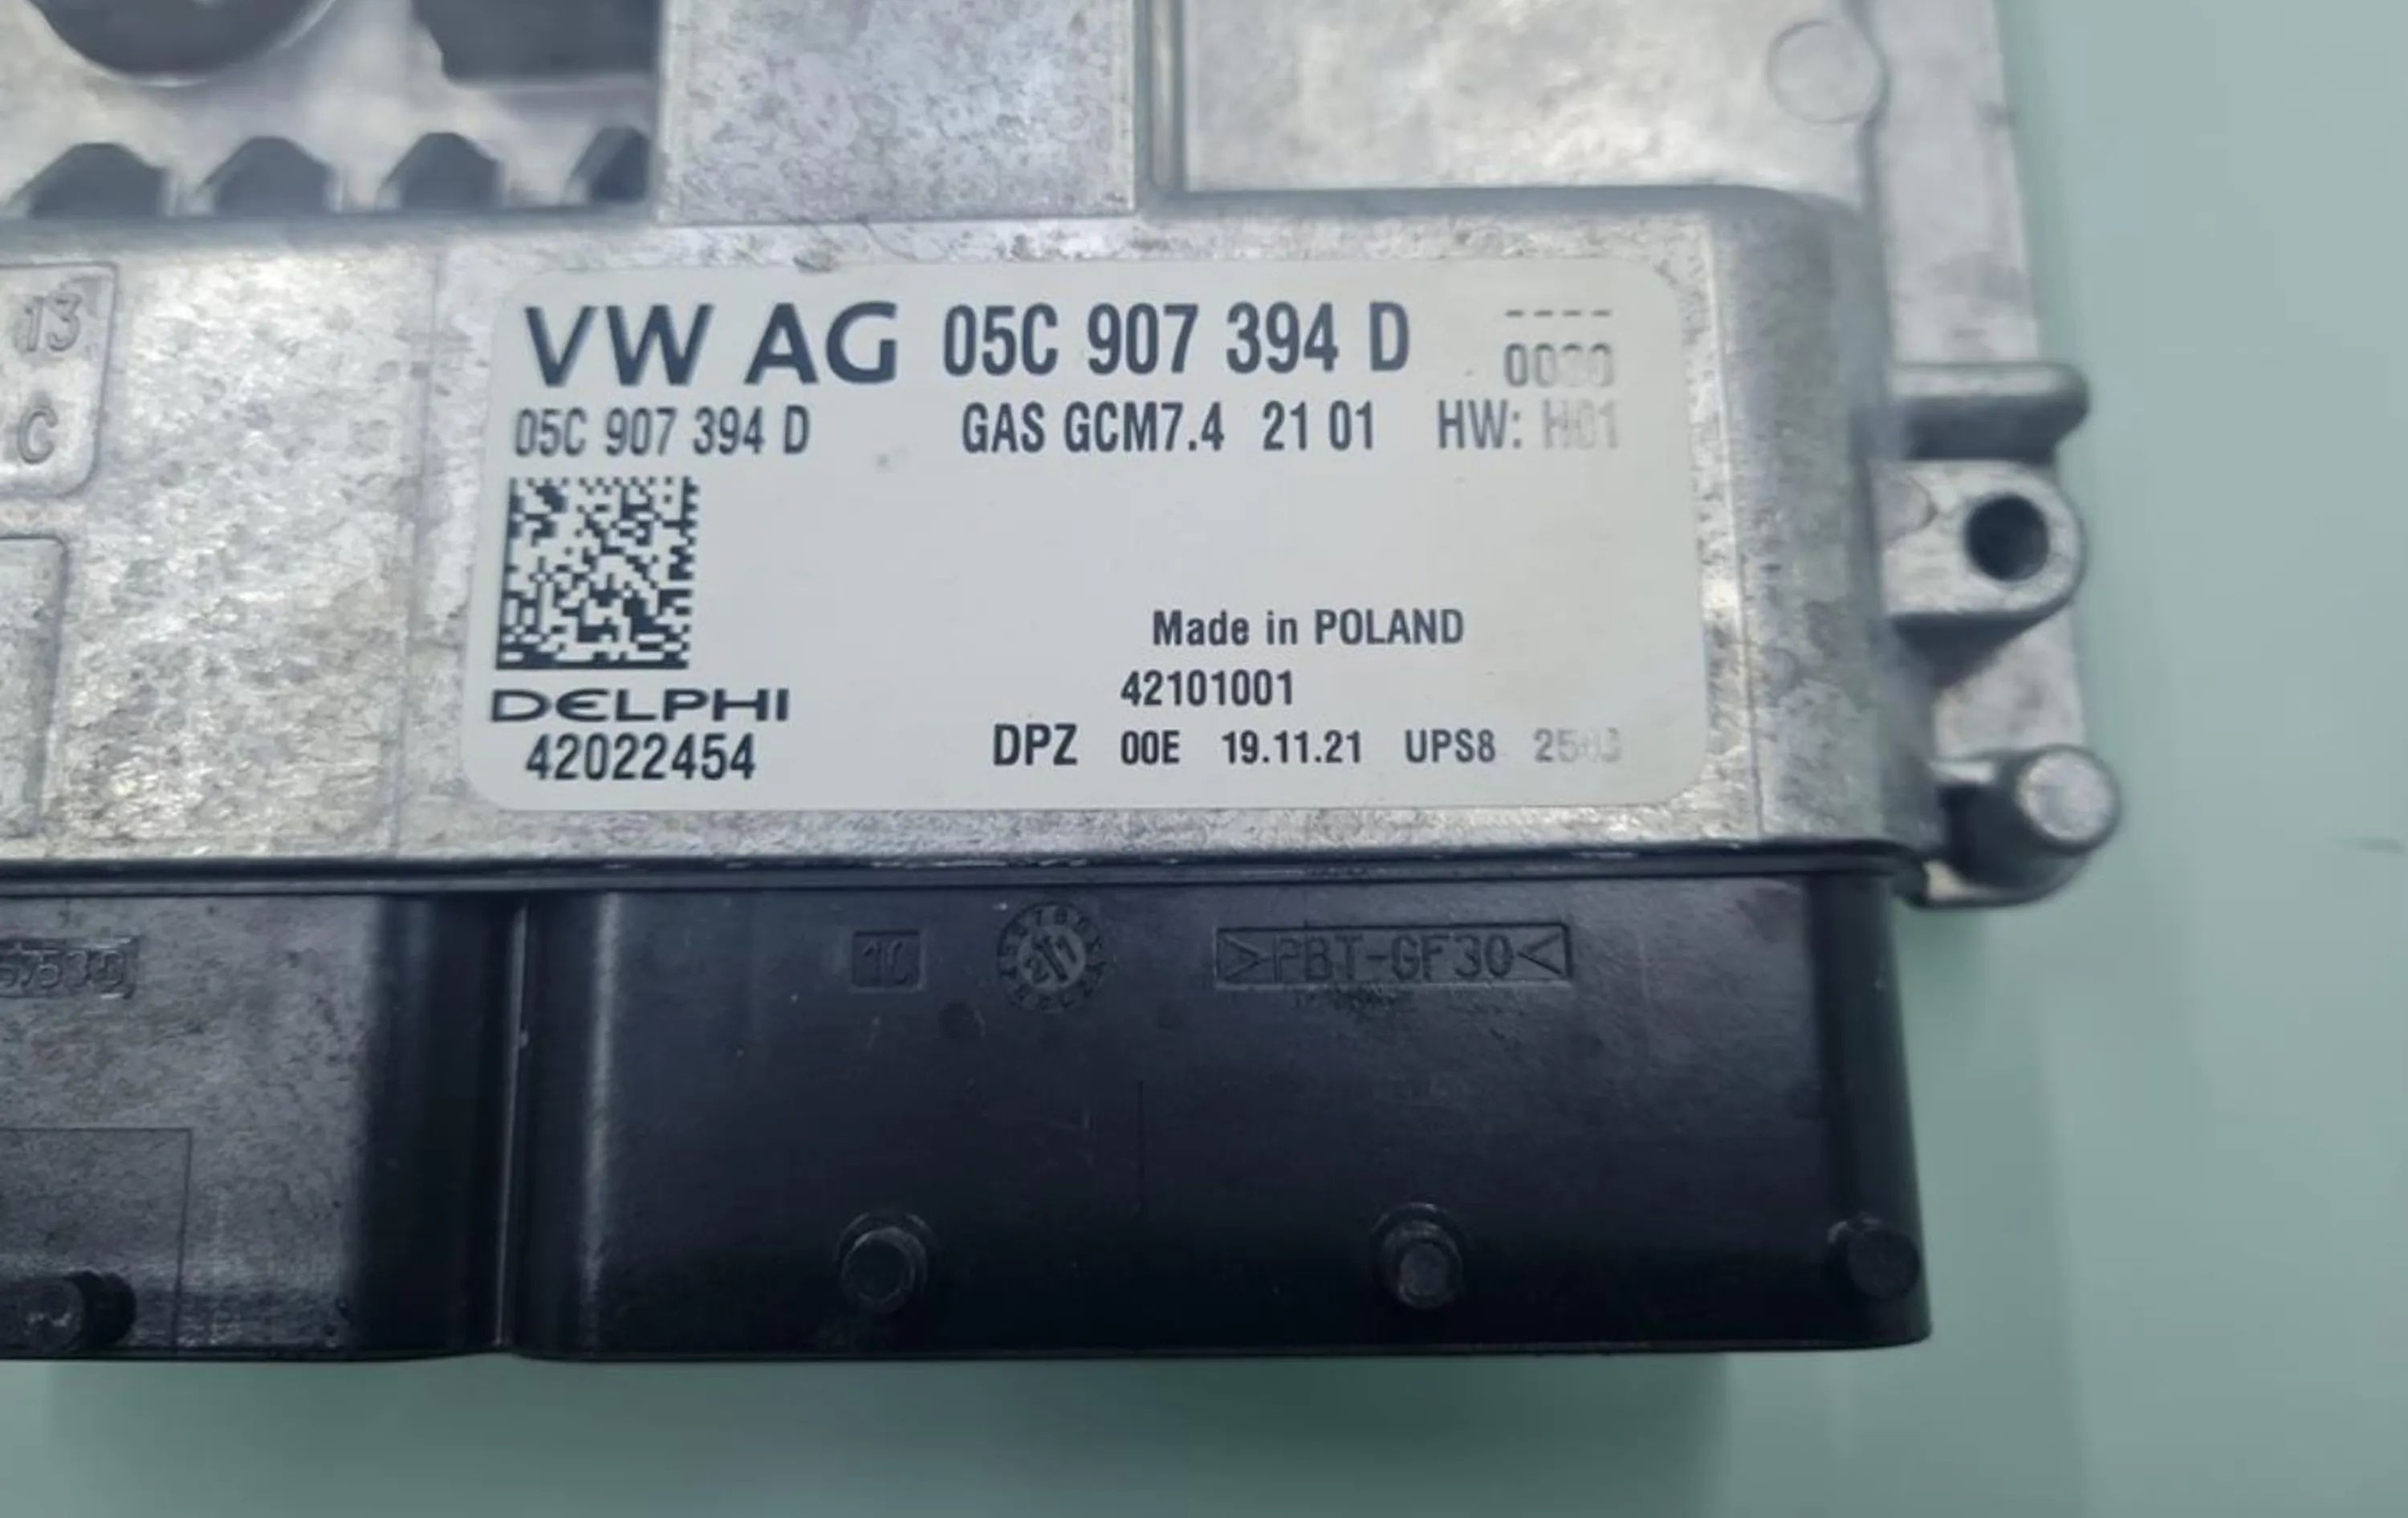 13
C
VW AG 05C 907 394 D ----
05C 907 394 D GAS GCM7.4 21 01 HW: H01
Made in POLAND
42101001
DELPHI
42022454
DPZ 00E 19.11.21 UPS8
>PBT-GF30<